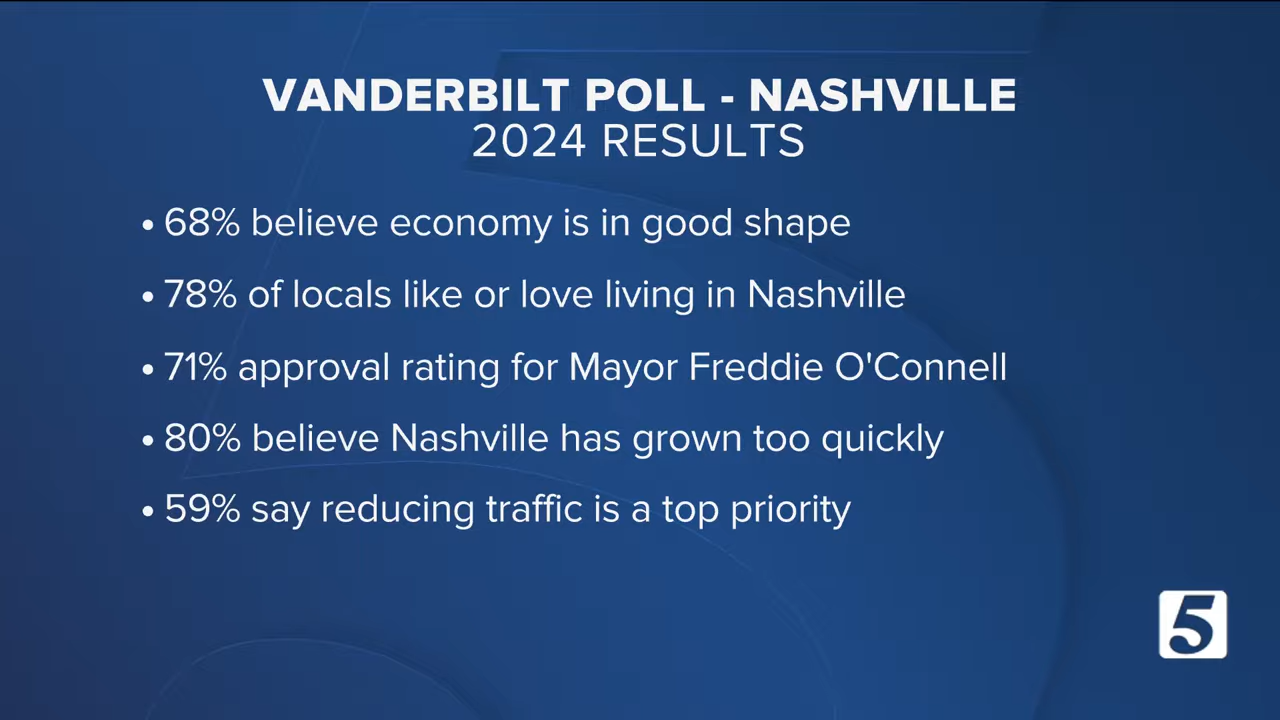 VANDERBILT POLL - NASHVILLE
2024 RESULTS
• 68% believe economy is in good shape
• 78% of locals like or love living in Nashville
• 71% approval rating for Mayor Freddie O'Connell
• 80% believe Nashville has grown too quickly
• 59% say reducing traffic is a top priority
5